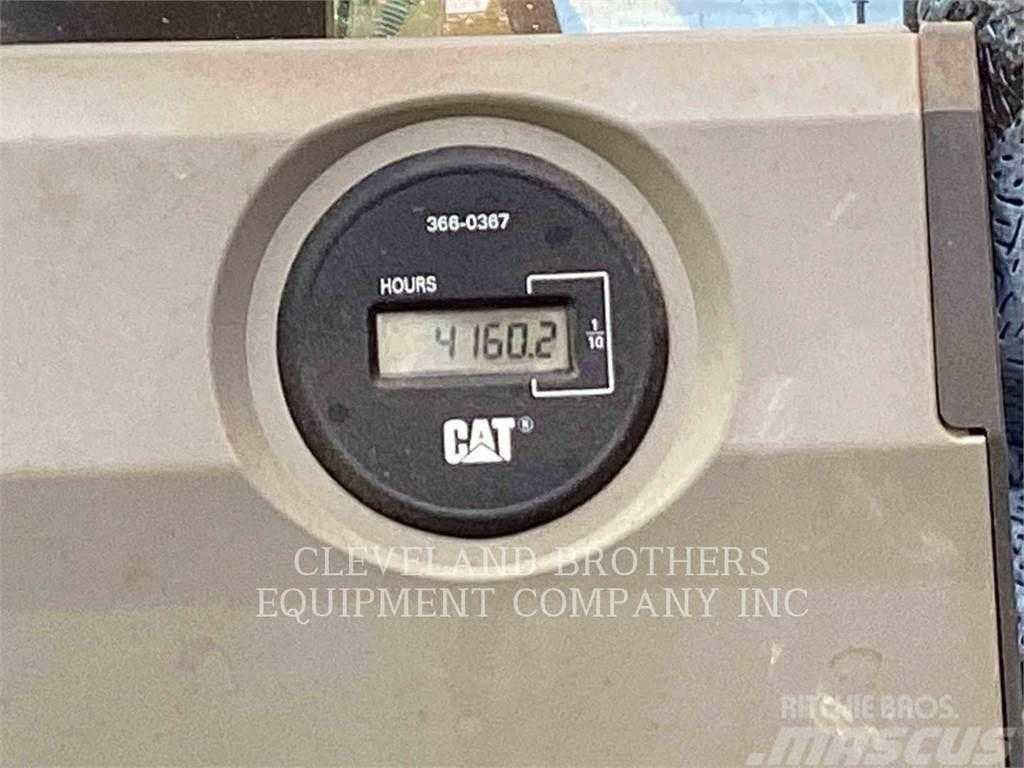 366-0367
HOURS
4160.2
1
10
CAT®
CLEVELAND BROTHERS
EQUIPMENT COMPANY INC
RITCHIE BROS.
MASCUS